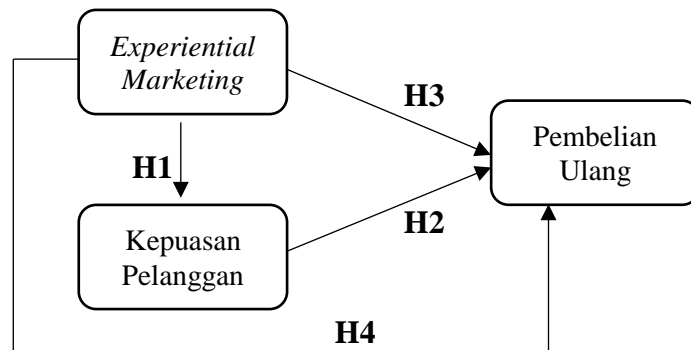 Experiential
Marketing
H3
Pembelian
Ulang
H1
Kepuasan
Pelanggan
H2
H4